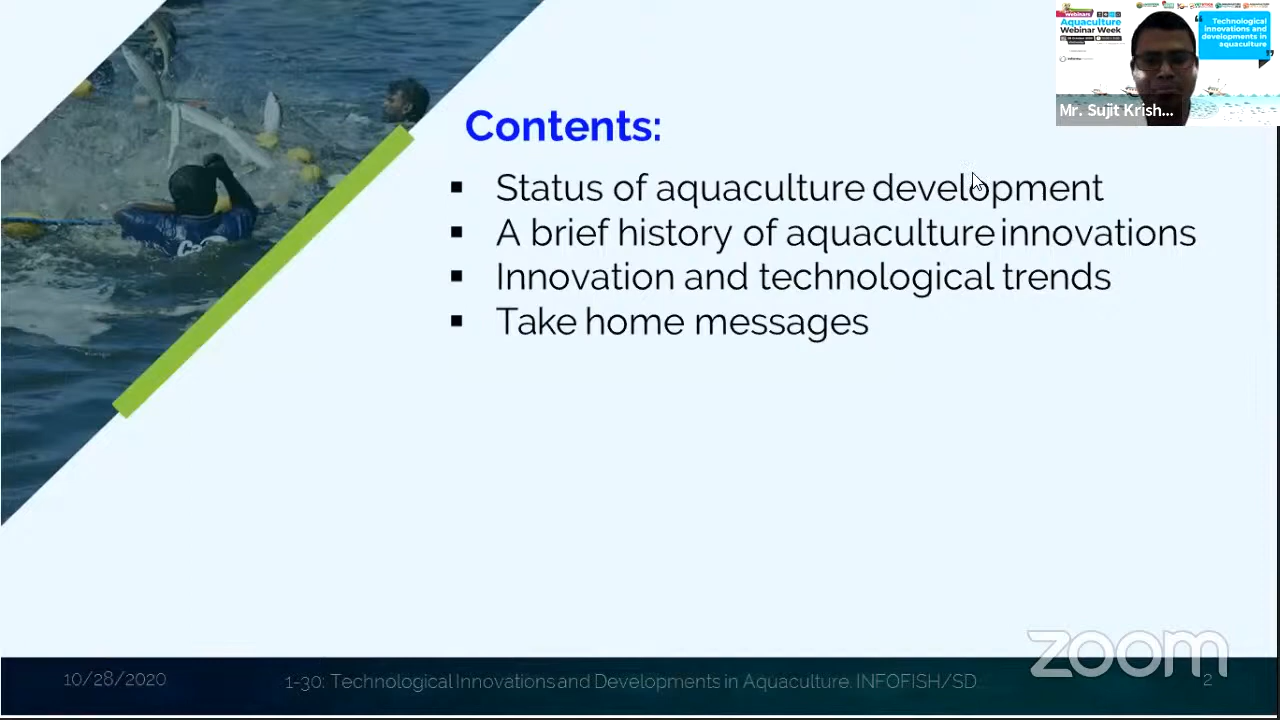 Contents:
▪ Status of aquaculture development
▪ A brief history of aquaculture innovations
▪ Innovation and technological trends
▪ Take home messages
Webinars
Aquaculture
Webinar Week
Technological
innovations and
developments in
aquaculture
Mr. Sujit Krish...
zoom
10/28/2020
1-30: Technological Innovations and Developments in Aquaculture. INFOFISH/SD
2